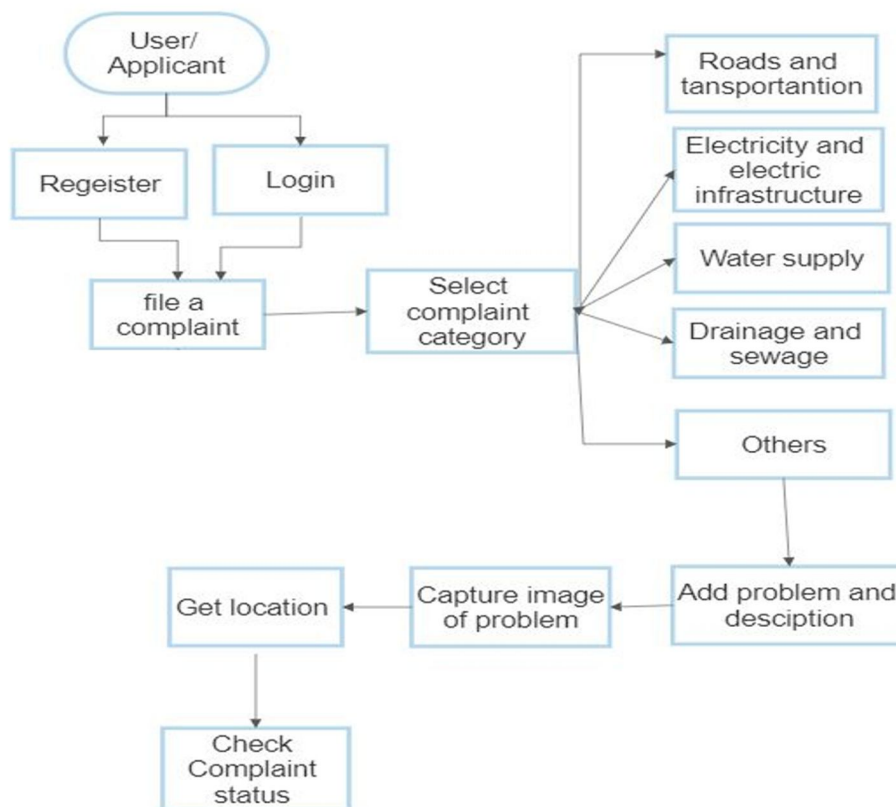 User/
Applicant
Regeister
Login
file a
complaint
Select
complaint
category
Roads and
tansportantion
Electricity and
electric
infrastructure
Water supply
Drainage and
sewage
Others
Add problem and
desciption
Capture image
of problem
Get location
Check
Complaint
status